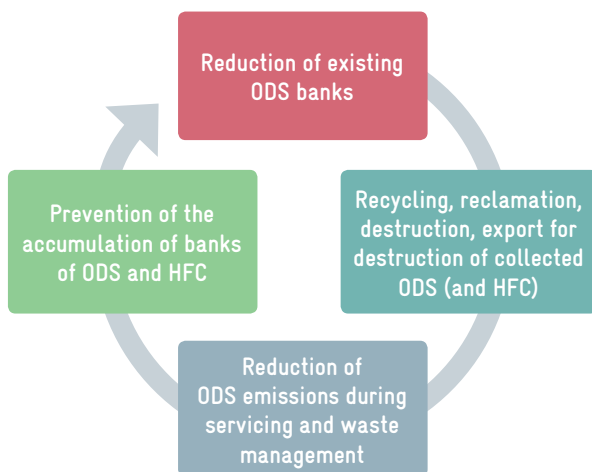 Reduction of existing
ODS banks
Recycling, reclamation,
destruction, export for
destruction of collected
ODS (and HFC)
Reduction of
ODS emissions during
servicing and waste
management
Prevention of the
accumulation of banks
of ODS and HFC